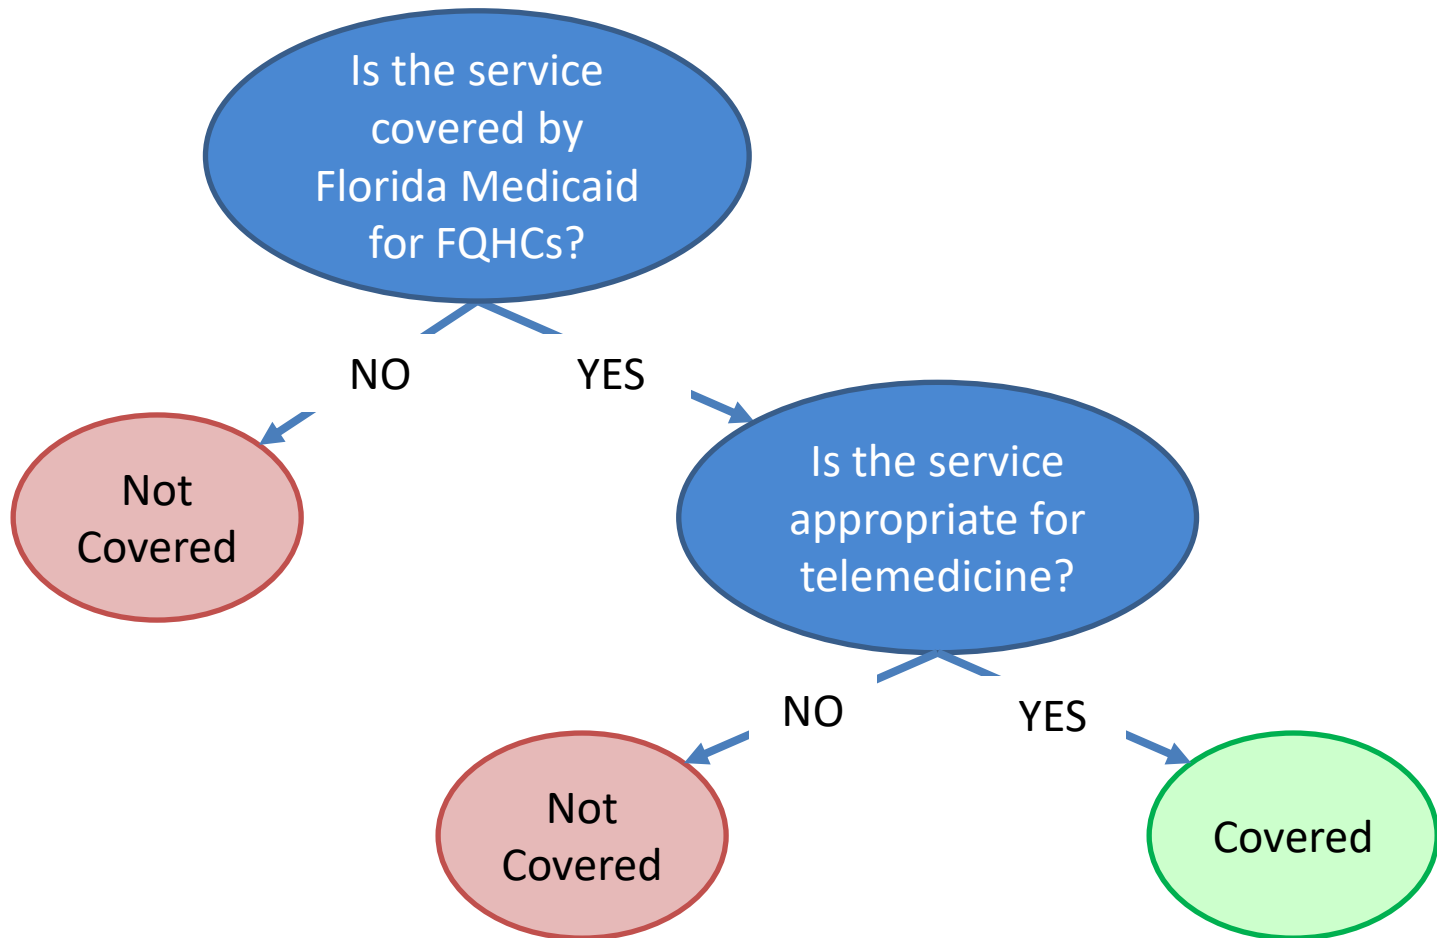 Is the service
covered by
Florida Medicaid
for FQHCs?
NO
YES
Not
Covered
Is the service
appropriate for
telemedicine?
NO
YES
Not
Covered
Covered